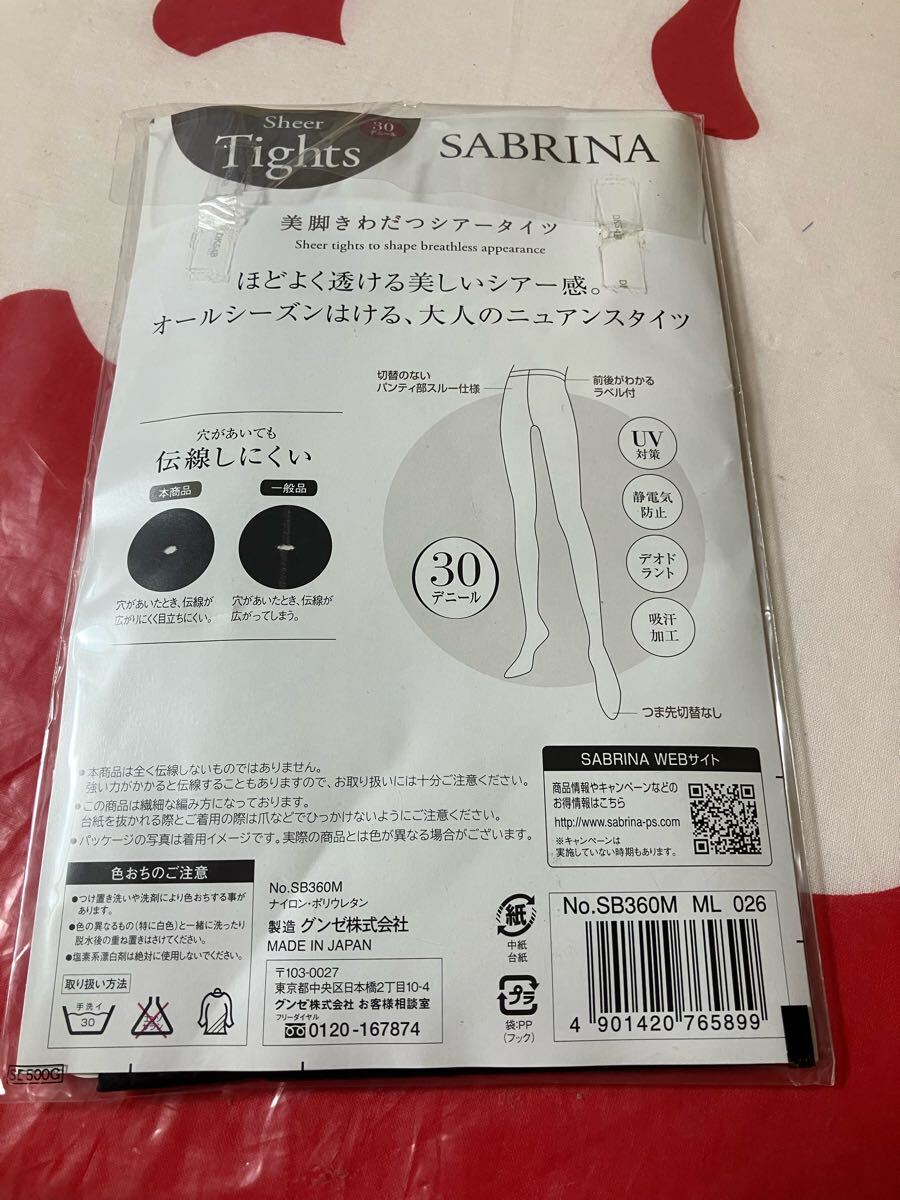 Sheer
Tights
30
デニール
SABRINA
美脚きわだつシアータイツ
Sheer tights to shape breathless appearance
ほどよく透ける美しいシアー感。
オールシーズンはける、大人のニュアンスタイツ
切替のない
パンティ部スルー仕様
前後がわかる
ラベル付
穴があいても
伝線しにくい
本商品
一般品
穴があいたとき、伝線が
広がりにくく目立ちにくい。
穴があいたとき、伝線が
広がってしまう。
30
デニール
UV
対策
静電気
防止
デオド
ラント
吸汗
加工
つま先切替なし
●本商品は全く伝線しないものではありません。
強い力がかかると伝線することもありますので、お取り扱いには十分ご注意ください。
●この商品は繊細な編み方になっております。
台紙を抜かれる際とご着用の際は爪などでひっかけないようにご注意ください。
●パッケージの写真は着用イメージです。実際の商品とは色が異なる場合がございます。
SABRINA WEBサイト
商品情報やキャンペーンなどの
お得情報はこちら
http://www.sabrina-ps.com
※キャンペーンは
実施していない時期もあります。
色おちのご注意
●つけ置き洗いや洗剤により色おちする事が
あります。
●色の異なるもの(特に白色)と一緒に洗ったり
脱水後の重ね置きはさけてください。
●塩素系漂白剤は絶対に使用しないでください。
取り扱い方法
手洗イ
30
No.SB360M
ナイロン・ポリウレタン
製造 グンゼ株式会社
MADE IN JAPAN
〒103-0027
東京都中央区日本橋2丁目10-4
グンゼ株式会社 お客様相談室
フリーダイヤル
0120-167874
紙
中紙
台紙
プラ
袋:PP
(フック)
No.SB360M ML 026
4 901420 765899